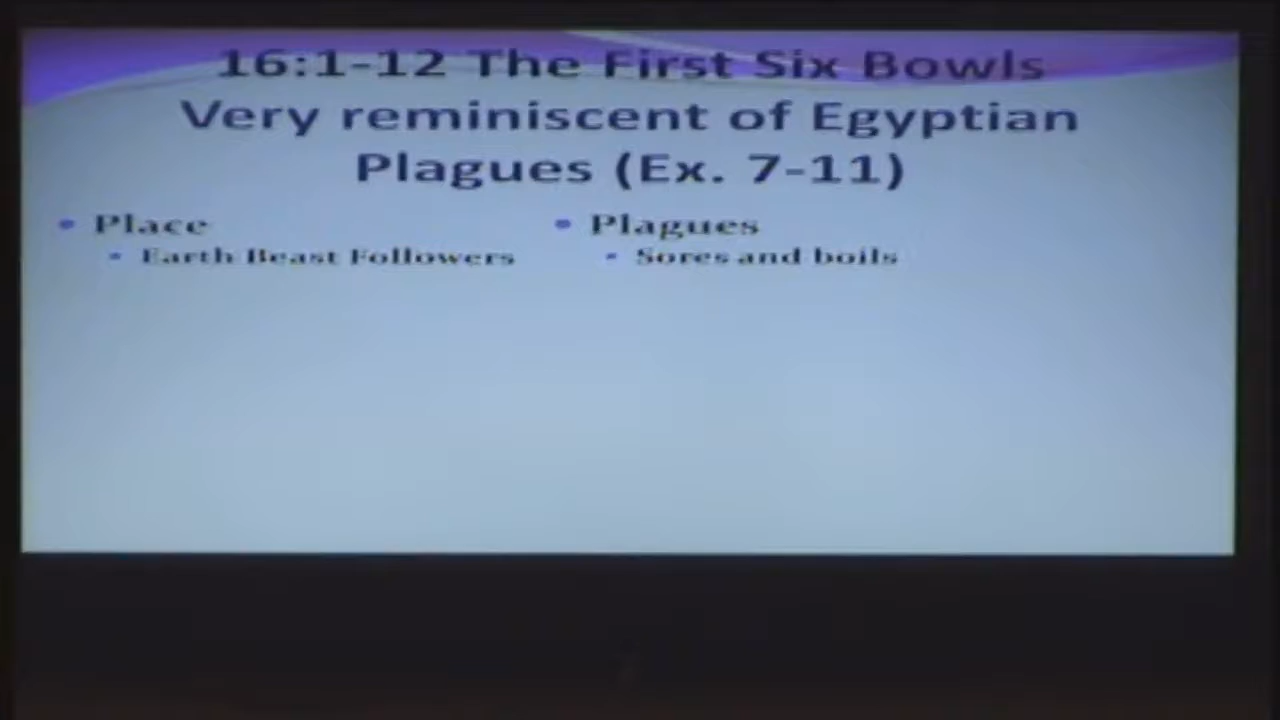 16:1-12 The First Six Bowls
Very reminiscent of Egyptian
Plagues (Ex. 7-11)
• Place
• Earth Beast Followers
• Plagues
• Sores and boils